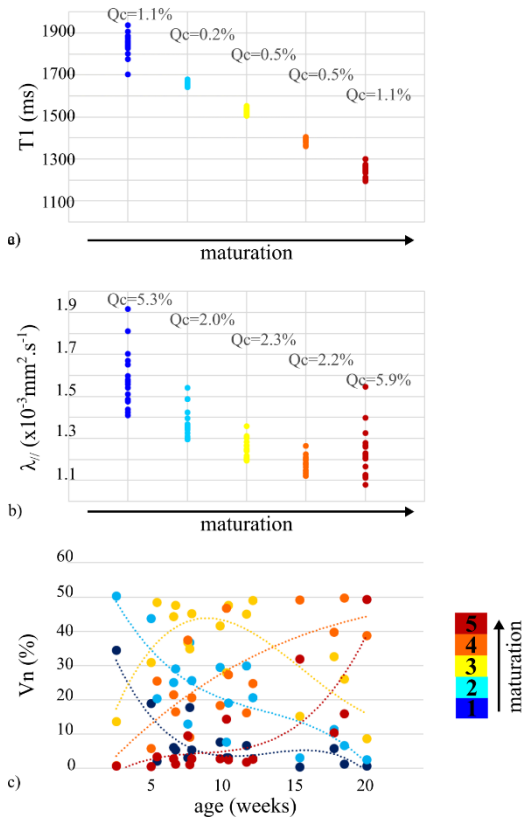 Qc=1.1%
Qc=0.2%
Qc=0.5%
Qc=0.5%
Qc=1.1%
1900
1700
1500
1300
1100
T1 (ms)
a)
maturation
Qc=5.3%
Qc=2.0%
Qc=2.3%
Qc=2.2%
Qc=5.9%
1.9
1.7
1.5
1.3
1.1
λ// (x10⁻³mm².s⁻¹)
b)
maturation
60
50
40
30
20
10
0
Vn (%)
5
10
15
20
c)
age (weeks)
5
4
3
2
1
maturation